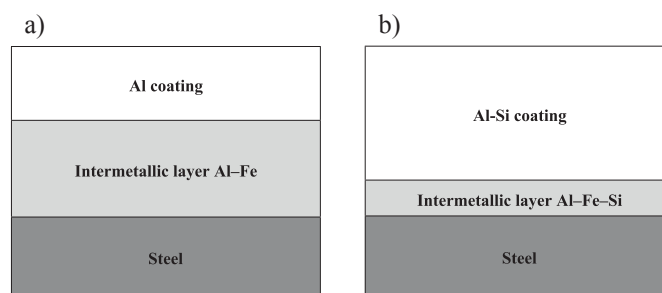 a)
Al coating
Intermetallic layer Al–Fe
Steel
b)
Al-Si coating
Intermetallic layer Al–Fe–Si
Steel